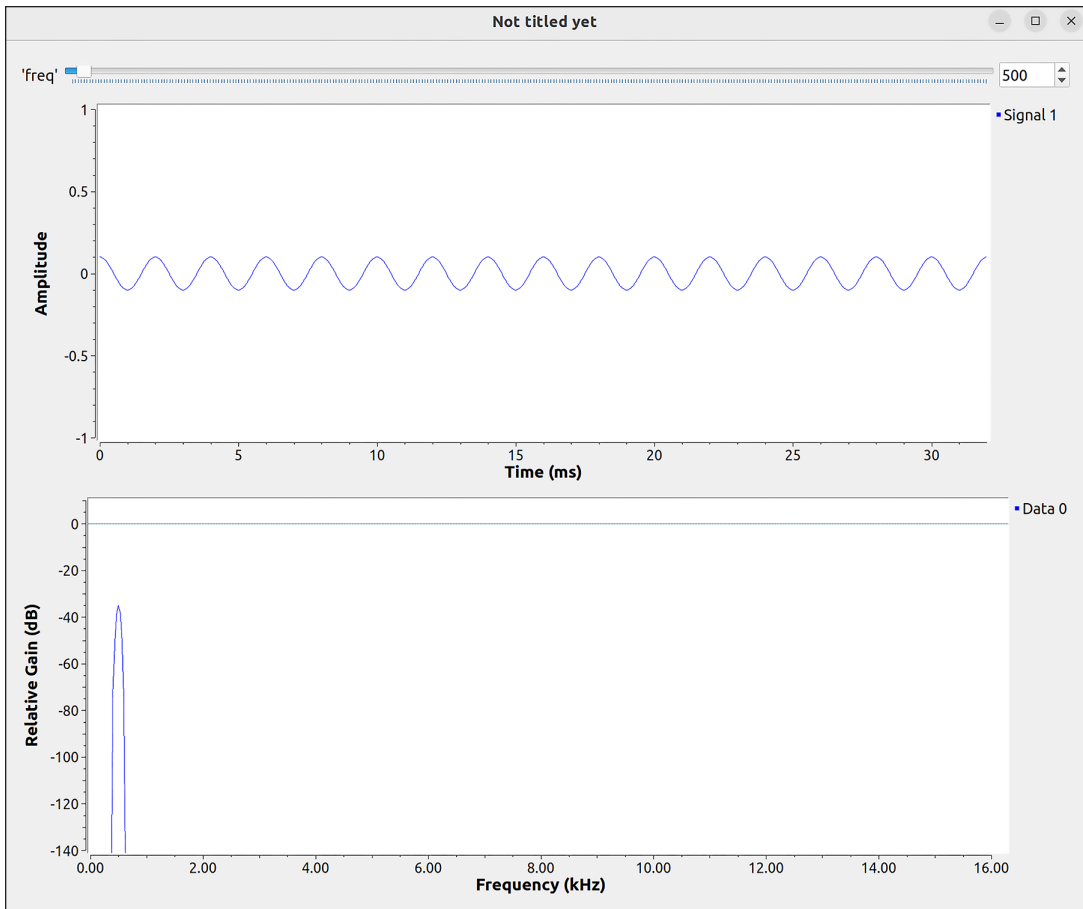 Not titled yet
'freq'
500
1
0.5
0
-0.5
-1
Amplitude
Signal 1
0 5 10 15 20 25 30
Time (ms)
0
-20
-40
-60
-80
-100
-120
-140
Relative Gain (dB)
Data 0
0.00 2.00 4.00 6.00 8.00 10.00 12.00 14.00 16.00
Frequency (kHz)